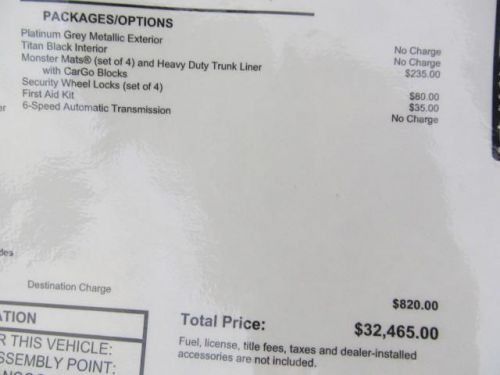 PACKAGES/OPTIONS
Platinum Grey Metallic Exterior No Charge
Titan Black Interior No Charge
Monster Mats® (set of 4) and Heavy Duty Trunk Liner $235.00
with CarGo Blocks
Security Wheel Locks (set of 4) $60.00
First Aid Kit $35.00
6-Speed Automatic Transmission No Charge
Destination Charge $820.00
Total Price: $32,465.00
Fuel, license, title fees, taxes and dealer-installed
accessories are not included.
R THIS VEHICLE:
SSEMBLY POINT: